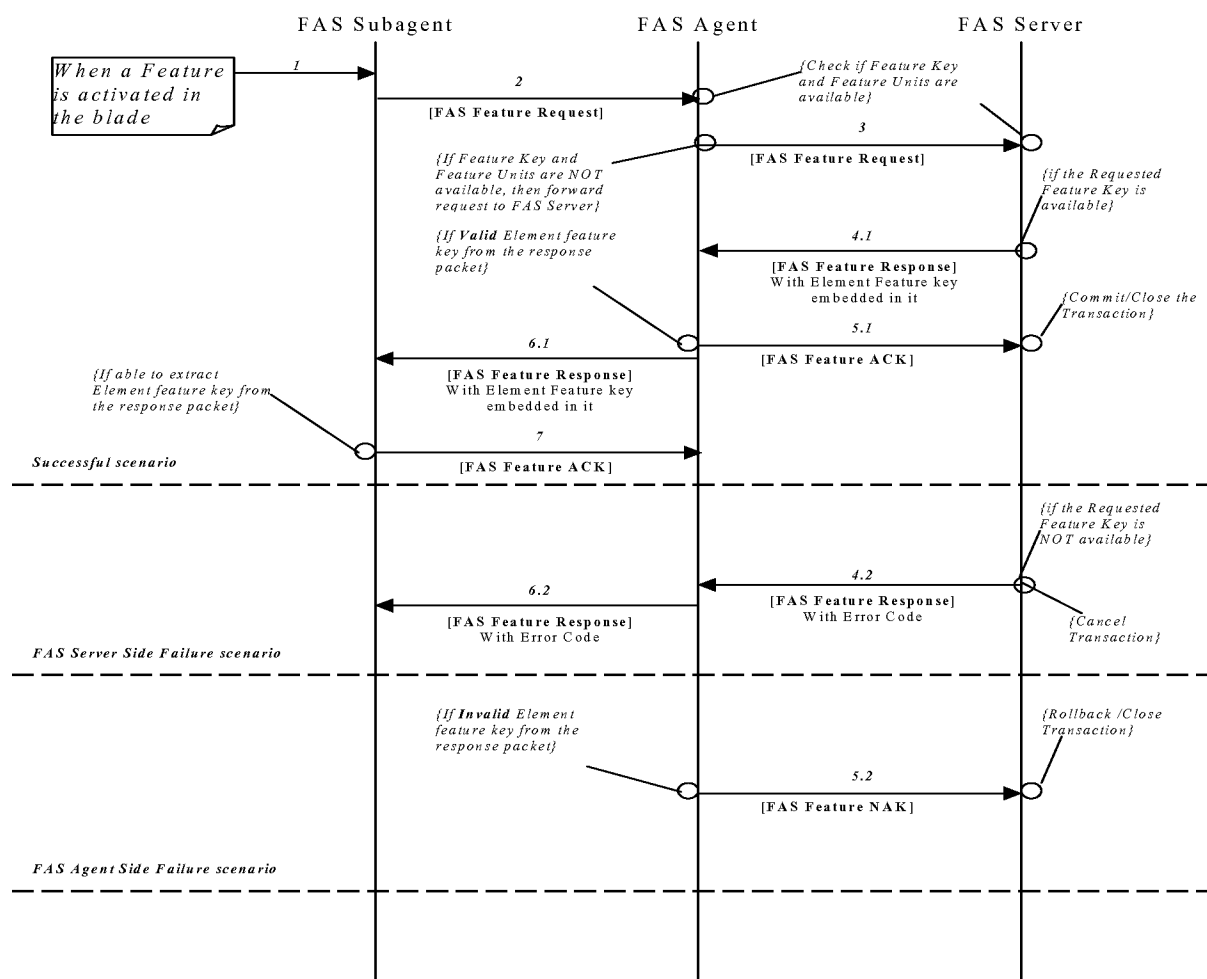 FAS Subagent
FAS Agent
FAS Server
When a Feature
is activated in
the blade
1
2
[FAS Feature Request]
{Check if Feature Key
and Feature Units are
available}
3
[FAS Feature Request]
{If Feature Key and
Feature Units are NOT
available, then forward
request to FAS Server}
{if the Requested
Feature Key is
available}
{If Valid Element feature
key from the response
packet}
4.1
[FAS Feature Response]
With Element Feature key
embedded in it
{Commit/Close the
Transaction}
5.1
[FAS Feature ACK]
6.1
[FAS Feature Response]
With Element Feature key
embedded in it
{If able to extract
Element feature key from
the response packet}
7
[FAS Feature ACK]
Successful scenario
{if the Requested
Feature Key is
NOT available}
4.2
[FAS Feature Response]
With Error Code
6.2
[FAS Feature Response]
With Error Code
{Cancel
Transaction}
FAS Server Side Failure scenario
{If Invalid Element
feature key from the
response packet}
{Rollback /Close
Transaction}
5.2
[FAS Feature NAK]
FAS Agent Side Failure scenario